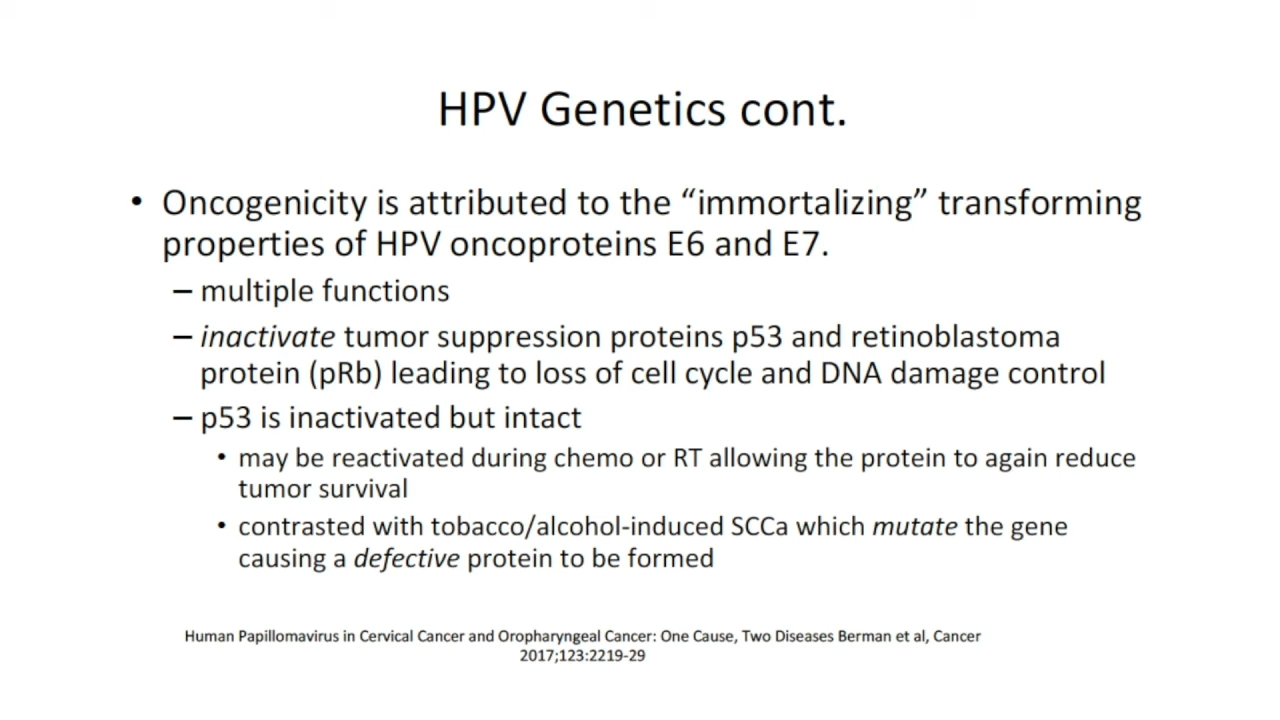 HPV Genetics cont.
• Oncogenicity is attributed to the “immortalizing” transforming
properties of HPV oncoproteins E6 and E7.
– multiple functions
– inactivate tumor suppression proteins p53 and retinoblastoma
protein (pRb) leading to loss of cell cycle and DNA damage control
– p53 is inactivated but intact
• may be reactivated during chemo or RT allowing the protein to again reduce
tumor survival
• contrasted with tobacco/alcohol-induced SCCa which mutate the gene
causing a defective protein to be formed
Human Papillomavirus in Cervical Cancer and Oropharyngeal Cancer: One Cause, Two Diseases Berman et al, Cancer
2017;123:2219-29